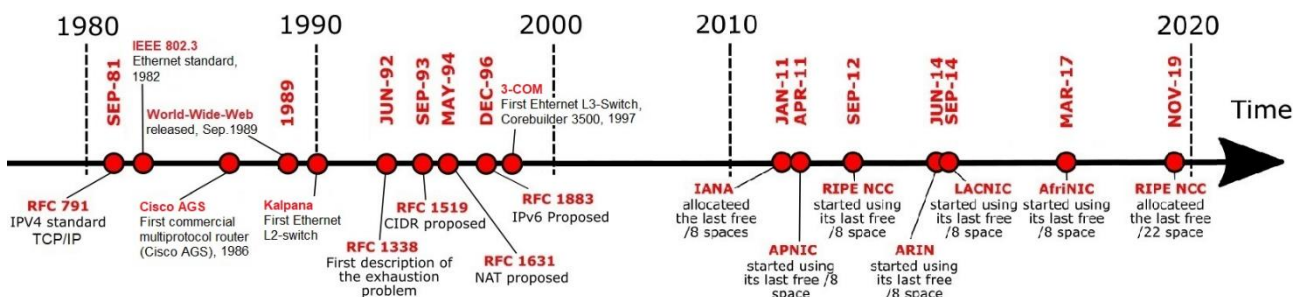 1980
1990
2000
2010
2020
IEEE 802.3
Ethernet standard,
1982
World-Wide-Web
released, Sep.1989
3-COM
First Ehternet L3-Switch,
Corebuilder 3500, 1997
SEP-81
1989
JUN-92
SEP-93
MAY-94
DEC-96
JAN-11
APR-11
SEP-12
JUN-14
SEP-14
MAR-17
NOV-19
Time
RFC 791
IPV4 standard
TCP/IP
Cisco AGS
First commercial
multiprotocol router
(Cisco AGS), 1986
Kalpana
First Ethernet
L2-switch
RFC 1338
First description of
the exhaustion
problem
RFC 1519
CIDR proposed
RFC 1631
NAT proposed
RFC 1883
IPv6 Proposed
IANA
allocateed the
last free
/8 spaces
APNIC
started using
its last free /8
space
RIPE NCC
started using
its last free
/8 space
ARIN
started using
its last free /8
space
LACNIC
started using
its last free
/8 space
AfriNIC
started using
its last free
/8 space
RIPE NCC
allocateed
the last free
/22 space